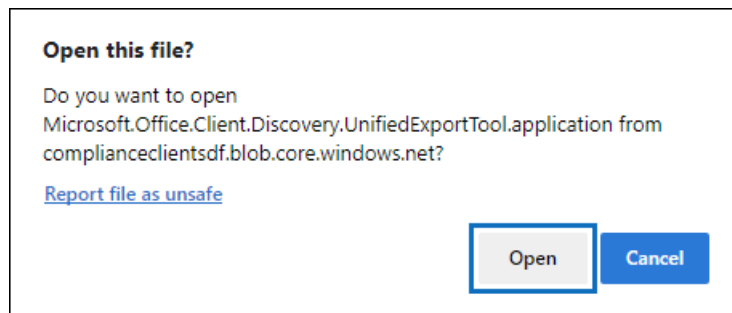 Open this file?
Do you want to open
Microsoft.Office.Client.Discovery.UnifiedExportTool.application from
complianceclientsdf.blob.core.windows.net?
Report file as unsafe
Open
Cancel